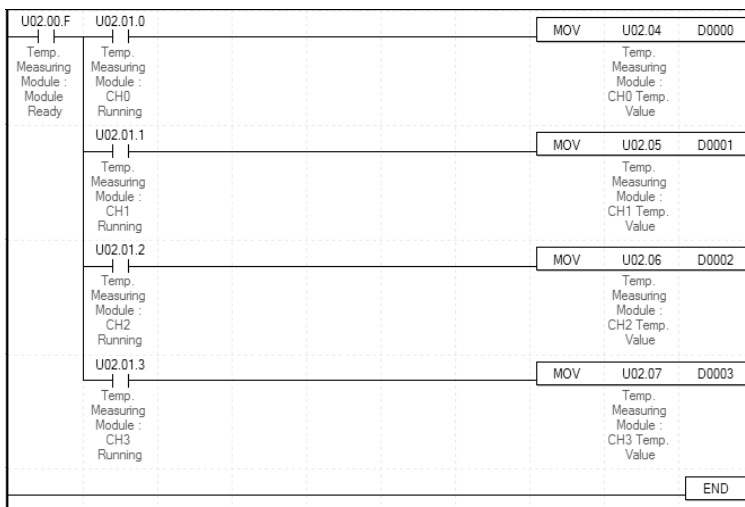 U02.00.F U02.01.0
MOV U02.04 D0000
Temp.
Measuring
Module :
Module
Ready
Temp.
Measuring
Module :
CH0
Running
Temp.
Measuring
Module :
CH0 Temp.
Value
U02.01.1
MOV U02.05 D0001
Temp.
Measuring
Module :
CH1
Running
Temp.
Measuring
Module :
CH1 Temp.
Value
U02.01.2
MOV U02.06 D0002
Temp.
Measuring
Module :
CH2
Running
Temp.
Measuring
Module :
CH2 Temp.
Value
U02.01.3
MOV U02.07 D0003
Temp.
Measuring
Module :
CH3
Running
Temp.
Measuring
Module :
CH3 Temp.
Value
END